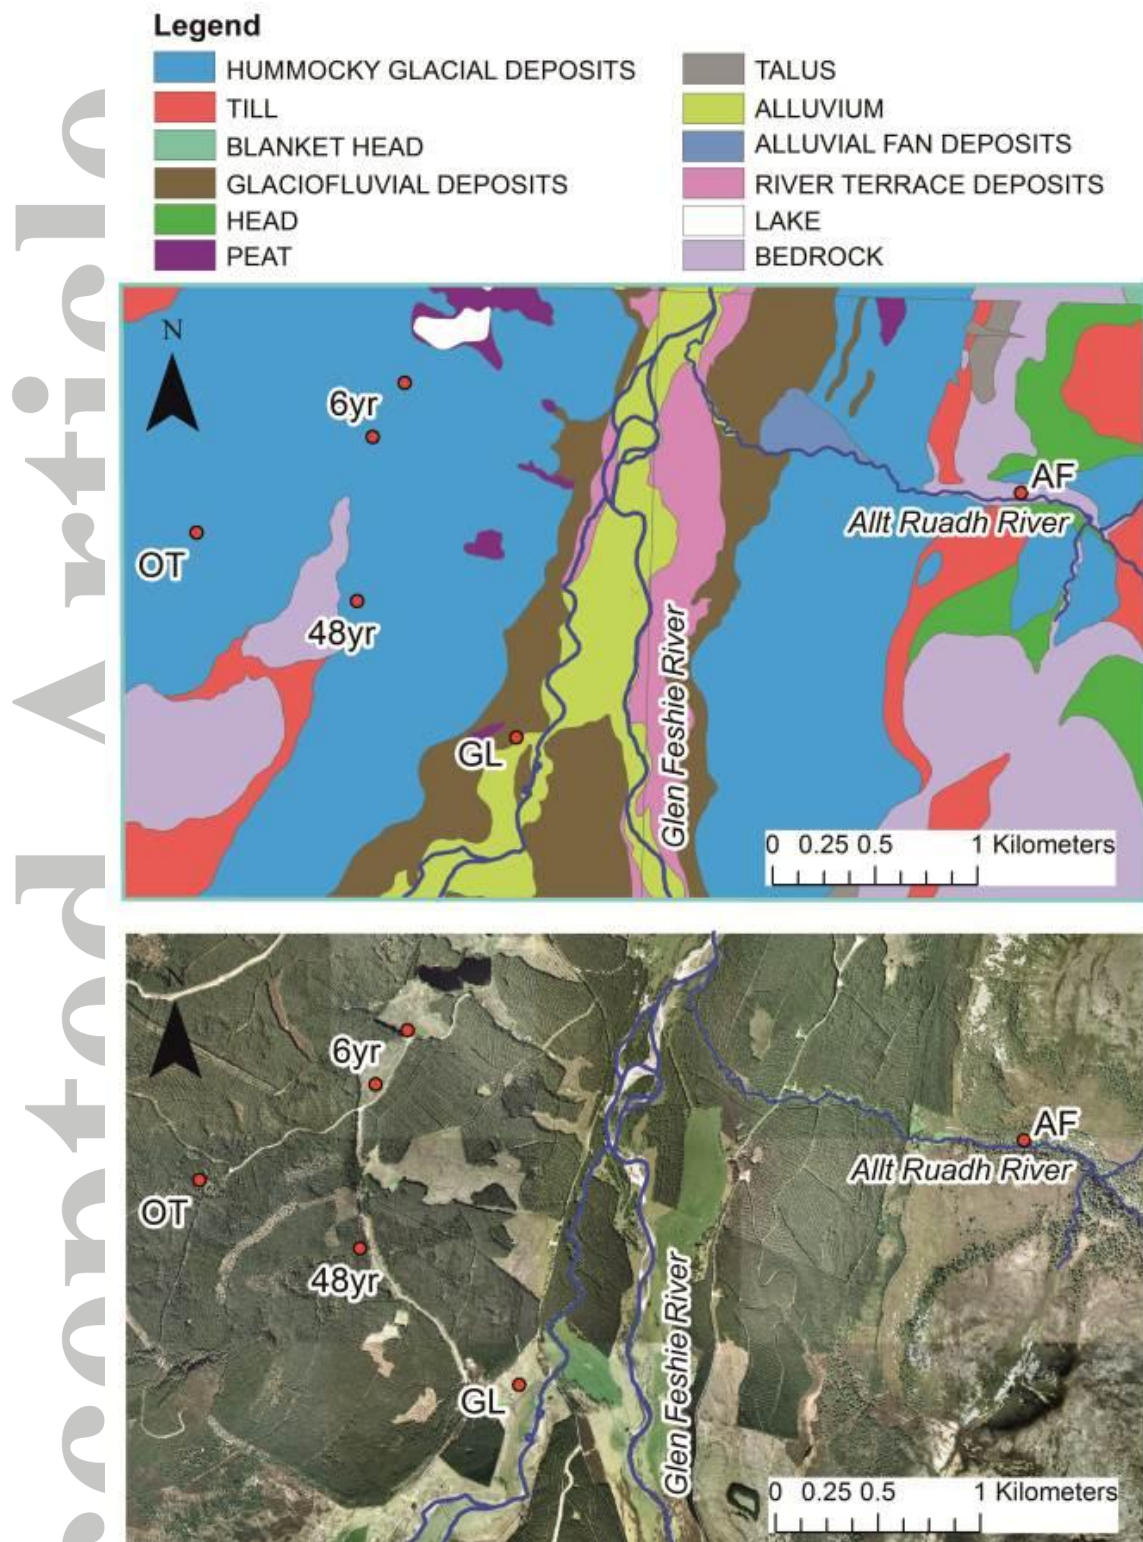 Accepted Article
Legend
HUMMOCKY GLACIAL DEPOSITS
TILL
BLANKET HEAD
GLACIOFLUVIAL DEPOSITS
HEAD
PEAT
TALUS
ALLUVIUM
ALLUVIAL FAN DEPOSITS
RIVER TERRACE DEPOSITS
LAKE
BEDROCK
N
6yr
AF
Allt Ruadh River
OT
48yr
Glen Feshie River
GL
0 0.25 0.5 1 Kilometers
N
6yr
AF
Allt Ruadh River
OT
48yr
Glen Feshie River
GL
0 0.25 0.5 1 Kilometers